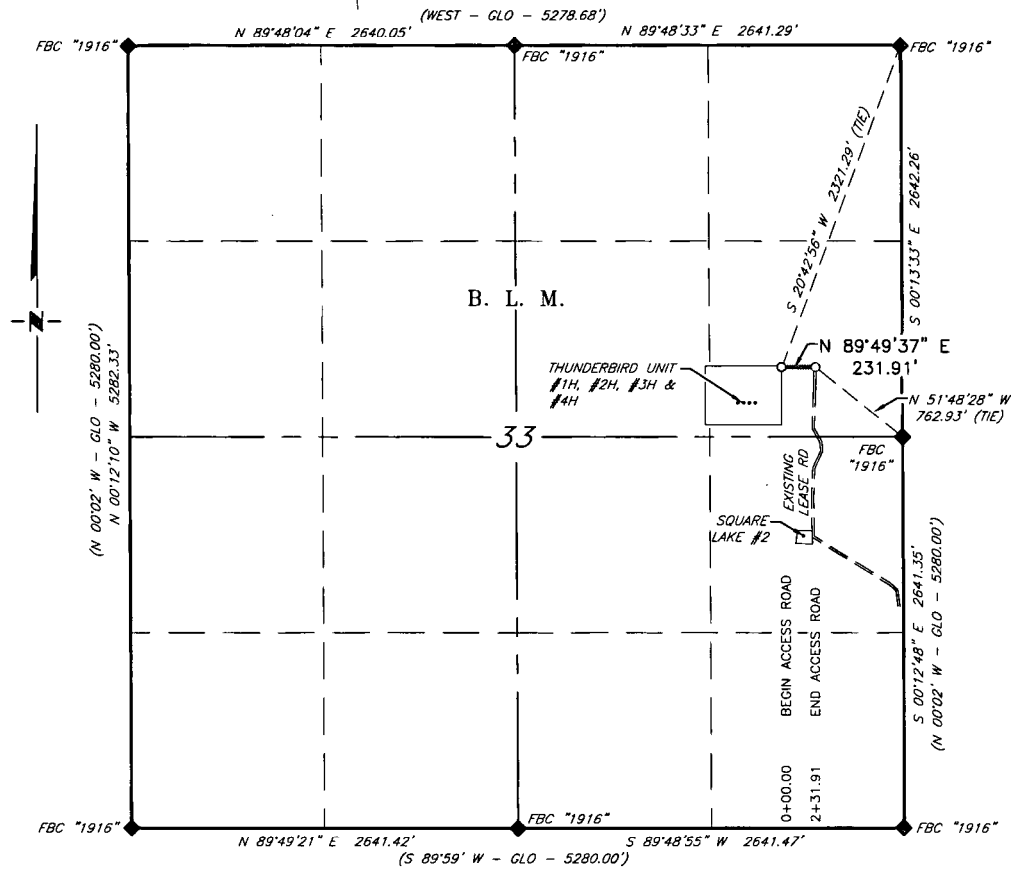 (WEST - GLO - 5278.68')
N 89°48'04" E 2640.05'
N 89°48'33" E 2641.29'
FBC "1916"
FBC "1916"
FBC "1916"
S 20°42'56" W 2321.29' (TIE)
S 00°13'33" E 2642.26'
B. L. M.
N
(N 00°02' W - GLO - 5280.00')
N 00°12'10" W 5282.33'
THUNDERBIRD UNIT
#1H, #2H, #3H &
#4H
N 89°49'37" E
231.91'
N 51°48'28" W
762.93' (TIE)
33
FBC
"1916"
EXISTING
LEASE RD
SQUARE
LAKE #2
S 00°12'48" E 2641.35'
(N 00°02' W - GLO - 5280.00')
0+00.00 BEGIN ACCESS ROAD
2+31.91 END ACCESS ROAD
FBC "1916"
FBC "1916"
FBC "1916"
N 89°49'21" E 2641.42'
S 89°48'55" W 2641.47'
(S 89°59' W - GLO - 5280.00')